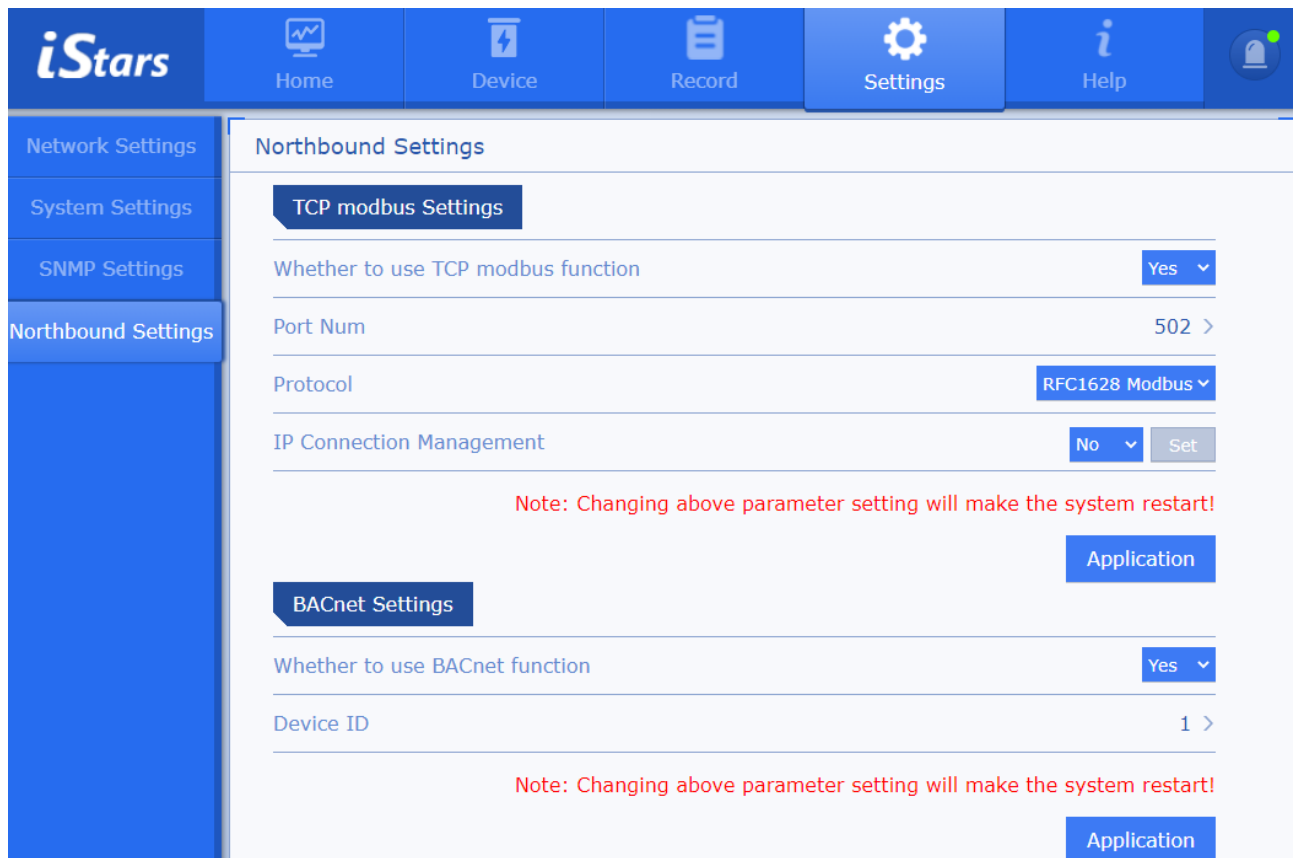 iStars
Home
Device
Record
Settings
Help
Network Settings
System Settings
SNMP Settings
Northbound Settings
Northbound Settings
TCP modbus Settings
Whether to use TCP modbus function Yes
Port Num 502 >
Protocol RFC1628 Modbus
IP Connection Management No Set
Note: Changing above parameter setting will make the system restart!
Application
BACnet Settings
Whether to use BACnet function Yes
Device ID 1 >
Note: Changing above parameter setting will make the system restart!
Application